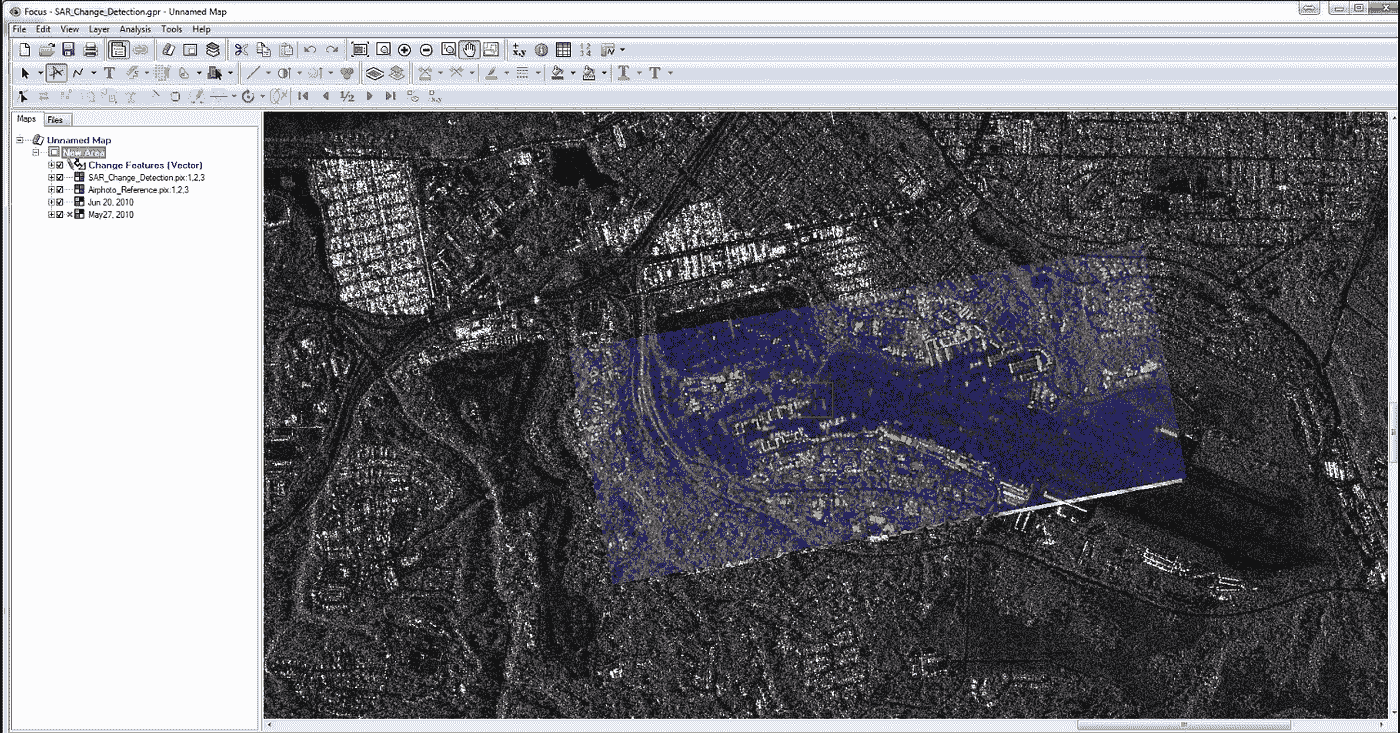 Focus - SAR_Change_Detection.gpr - Unnamed Map
File Edit View Layer Analysis Tools Help
x,y
T
T T
1/2
Maps Files
Unnamed Map
New Area
Change Features (Vector)
SAR_Change_Detection.pix:1,2,3
Airphoto_Reference.pix:1,2,3
Jun 20, 2010
May27, 2010